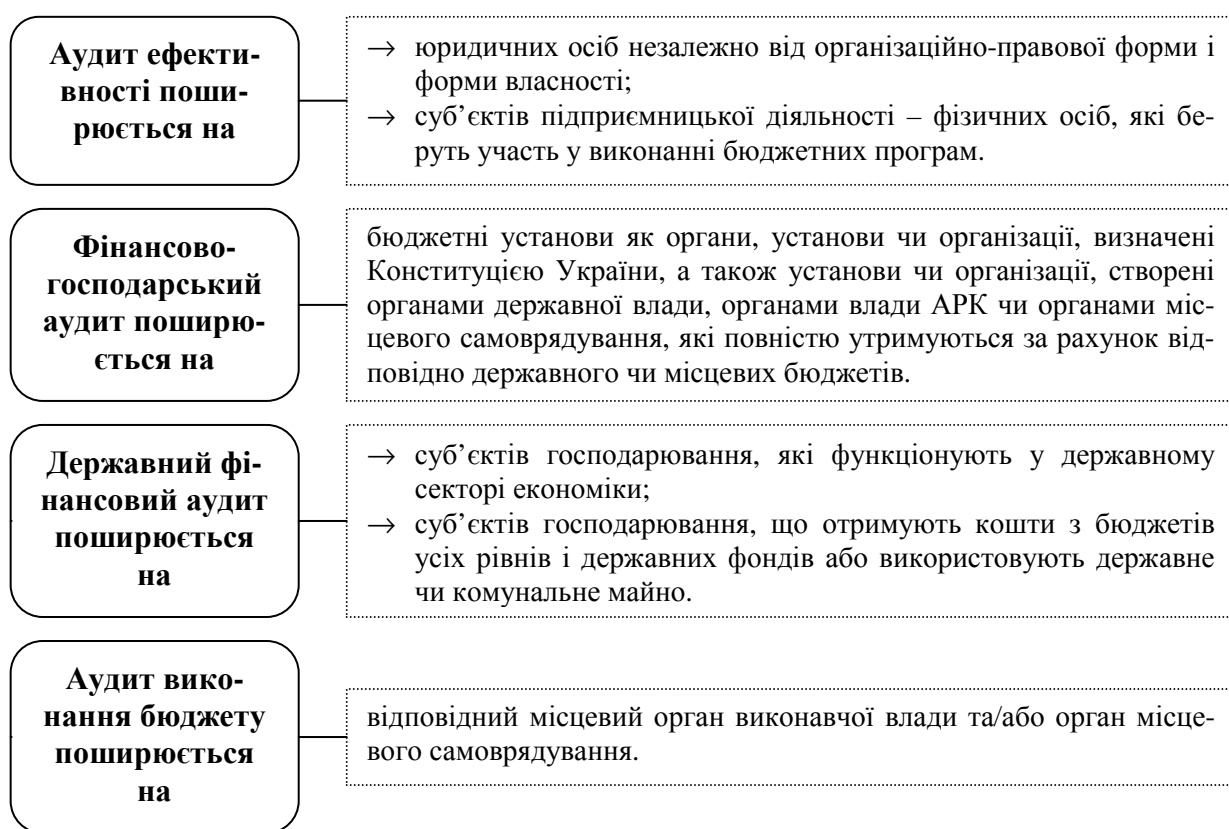 Аудит ефекти-
вності поши-
рюється на
→ юридичних осіб незалежно від організаційно-правової форми і
форми власності;
→ суб’єктів підприємницької діяльності – фізичних осіб, які бе-
руть участь у виконанні бюджетних програм.
Фінансово-
господарський
аудит поширю-
ється на
бюджетні установи як органи, установи чи організації, визначені
Конституцією України, а також установи чи організації, створені
органами державної влади, органами влади АРК чи органами міс-
цевого самоврядування, які повністю утримуються за рахунок від-
повідно державного чи місцевих бюджетів.
Державний фі-
нансовий аудит
поширюється
на
→ суб’єктів господарювання, які функціонують у державному
секторі економіки;
→ суб’єктів господарювання, що отримують кошти з бюджетів
усіх рівнів і державних фондів або використовують державне
чи комунальне майно.
Аудит вико-
нання бюджету
поширюється
на
відповідний місцевий орган виконавчої влади та/або орган місце-
вого самоврядування.